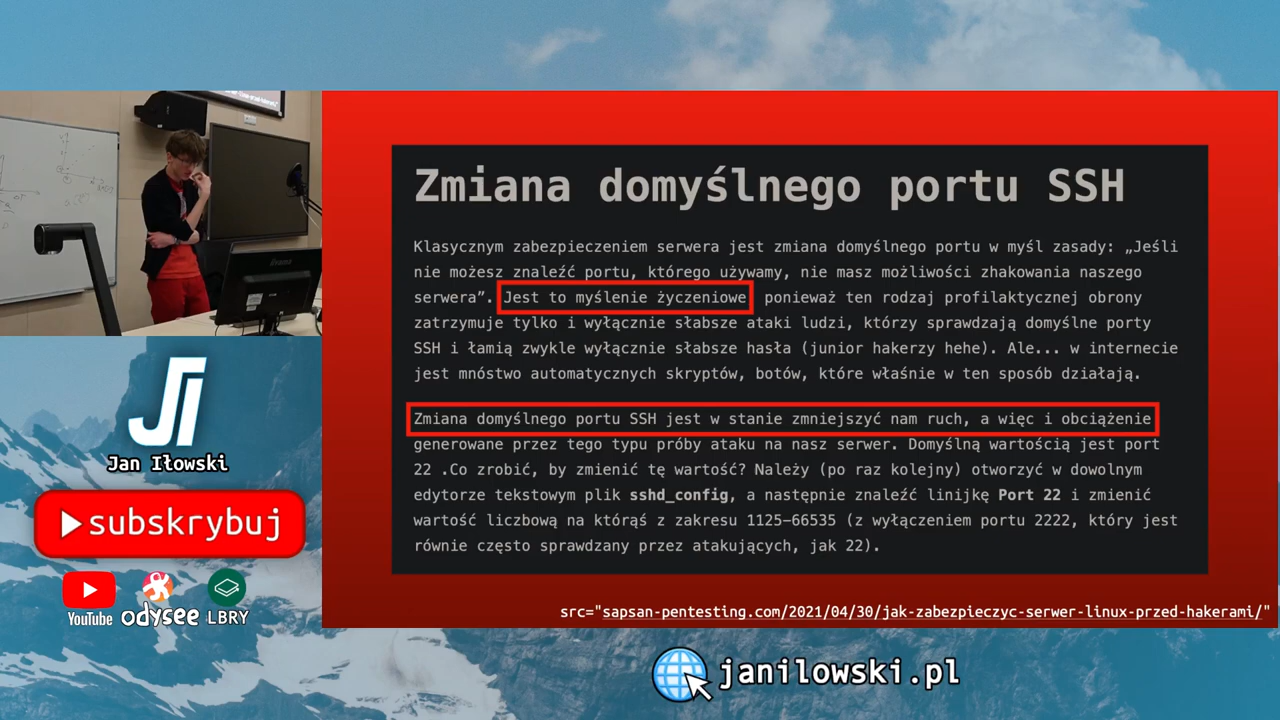 Zmiana domyślnego portu SSH
Klasycznym zabezpieczeniem serwera jest zmiana domyślnego portu w myśl zasady: „Jeśli
nie możesz znaleźć portu, którego używamy, nie masz możliwości zhakowania naszego
serwera”. Jest to myślenie życzeniowe ponieważ ten rodzaj profilaktycznej obrony
zatrzymuje tylko i wyłącznie słabsze ataki ludzi, którzy sprawdzają domyślne porty
SSH i łamią zwykle wyłącznie słabsze hasła (junior hakerzy hehe). Ale... w internecie
jest mnóstwo automatycznych skryptów, botów, które właśnie w ten sposób działają.
Zmiana domyślnego portu SSH jest w stanie zmniejszyć nam ruch, a więc i obciążenie
generowane przez tego typu próby ataku na nasz serwer. Domyślną wartością jest port
22 .Co zrobić, by zmienić tę wartość? Należy (po raz kolejny) otworzyć w dowolnym
edytorze tekstowym plik sshd_config, a następnie znaleźć linijkę Port 22 i zmienić
wartość liczbową na którąś z zakresu 1125-66535 (z wyłączeniem portu 2222, który jest
równie często sprawdzany przez atakujących, jak 22).
src="sapsan-pentesting.com/2021/04/30/jak-zabezpieczyc-serwer-linux-przed-hakerami/"
JI
Jan Iłowski
subskrybuj
YouTube odysee LBRY
janilowski.pl